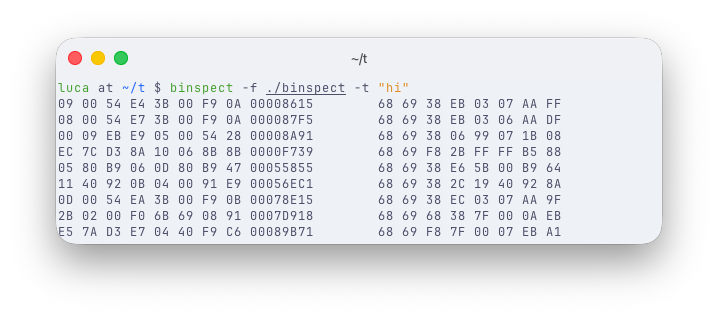 ~/t
luca at ~/t $ binspect -f ./binspect -t "hi"
09 00 54 E4 3B 00 F9 0A 00008615        68 69 38 EB 03 07 AA FF
08 00 54 E7 3B 00 F9 0A 000087F5        68 69 38 EB 03 06 AA DF
00 09 EB E9 05 00 54 28 00008A91        68 69 38 06 99 07 1B 08
EC 7C D3 8A 10 06 8B 8B 0000F739        68 69 F8 2B FF FF B5 88
05 80 B9 06 0D 80 B9 47 00055855        68 69 38 E6 5B 00 B9 64
11 40 92 0B 04 00 91 E9 00056EC1        68 69 38 2C 19 40 92 8A
0D 00 54 EA 3B 00 F9 0B 00078E15        68 69 38 EC 03 07 AA 9F
2B 02 00 F0 6B 69 08 91 0007D918        68 69 68 38 7F 00 0A EB
E5 7A D3 E7 04 40 F9 C6 00089B71        68 69 F8 7F 00 07 EB A1